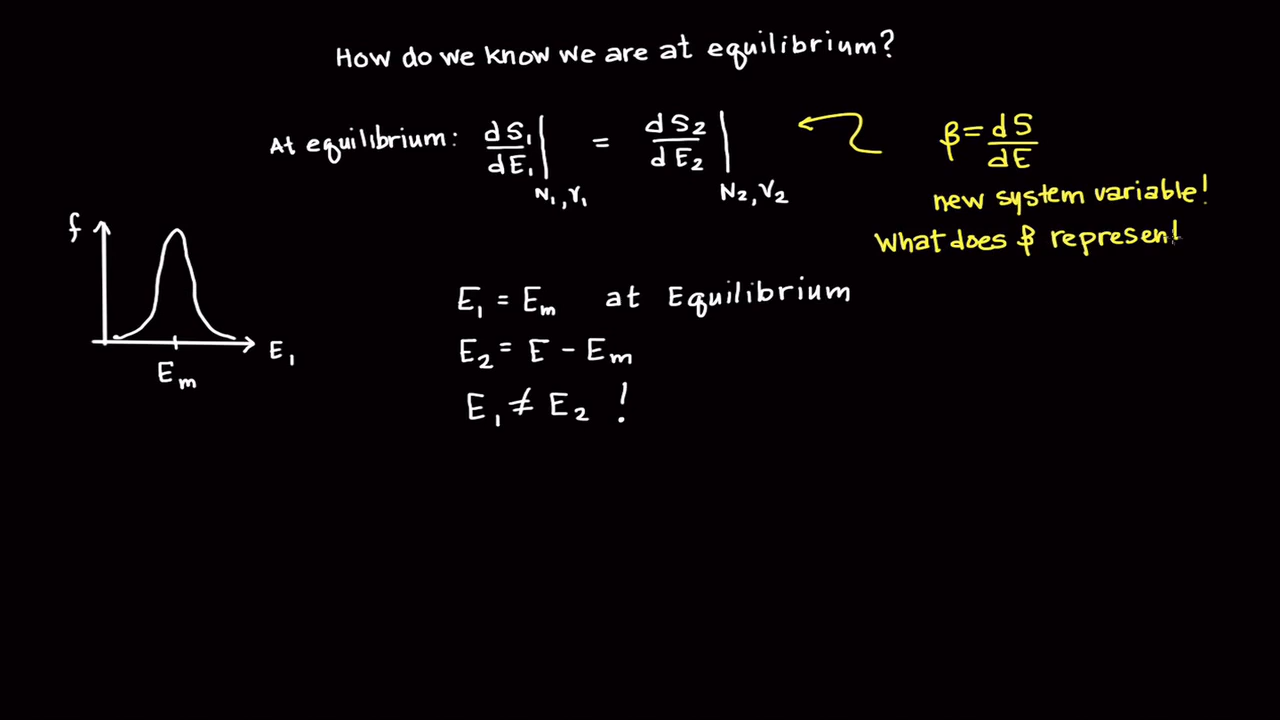 How do we know we are at equilibrium?
At equilibrium: dS₁/dE₁|N₁,V₁ = dS₂/dE₂|N₂,V₂
β = dS/dE
new system variable!
What does β represent
f
E₁
Eₘ
E₁ = Eₘ at Equilibrium
E₂ = E - Eₘ
E₁ ≠ E₂ !